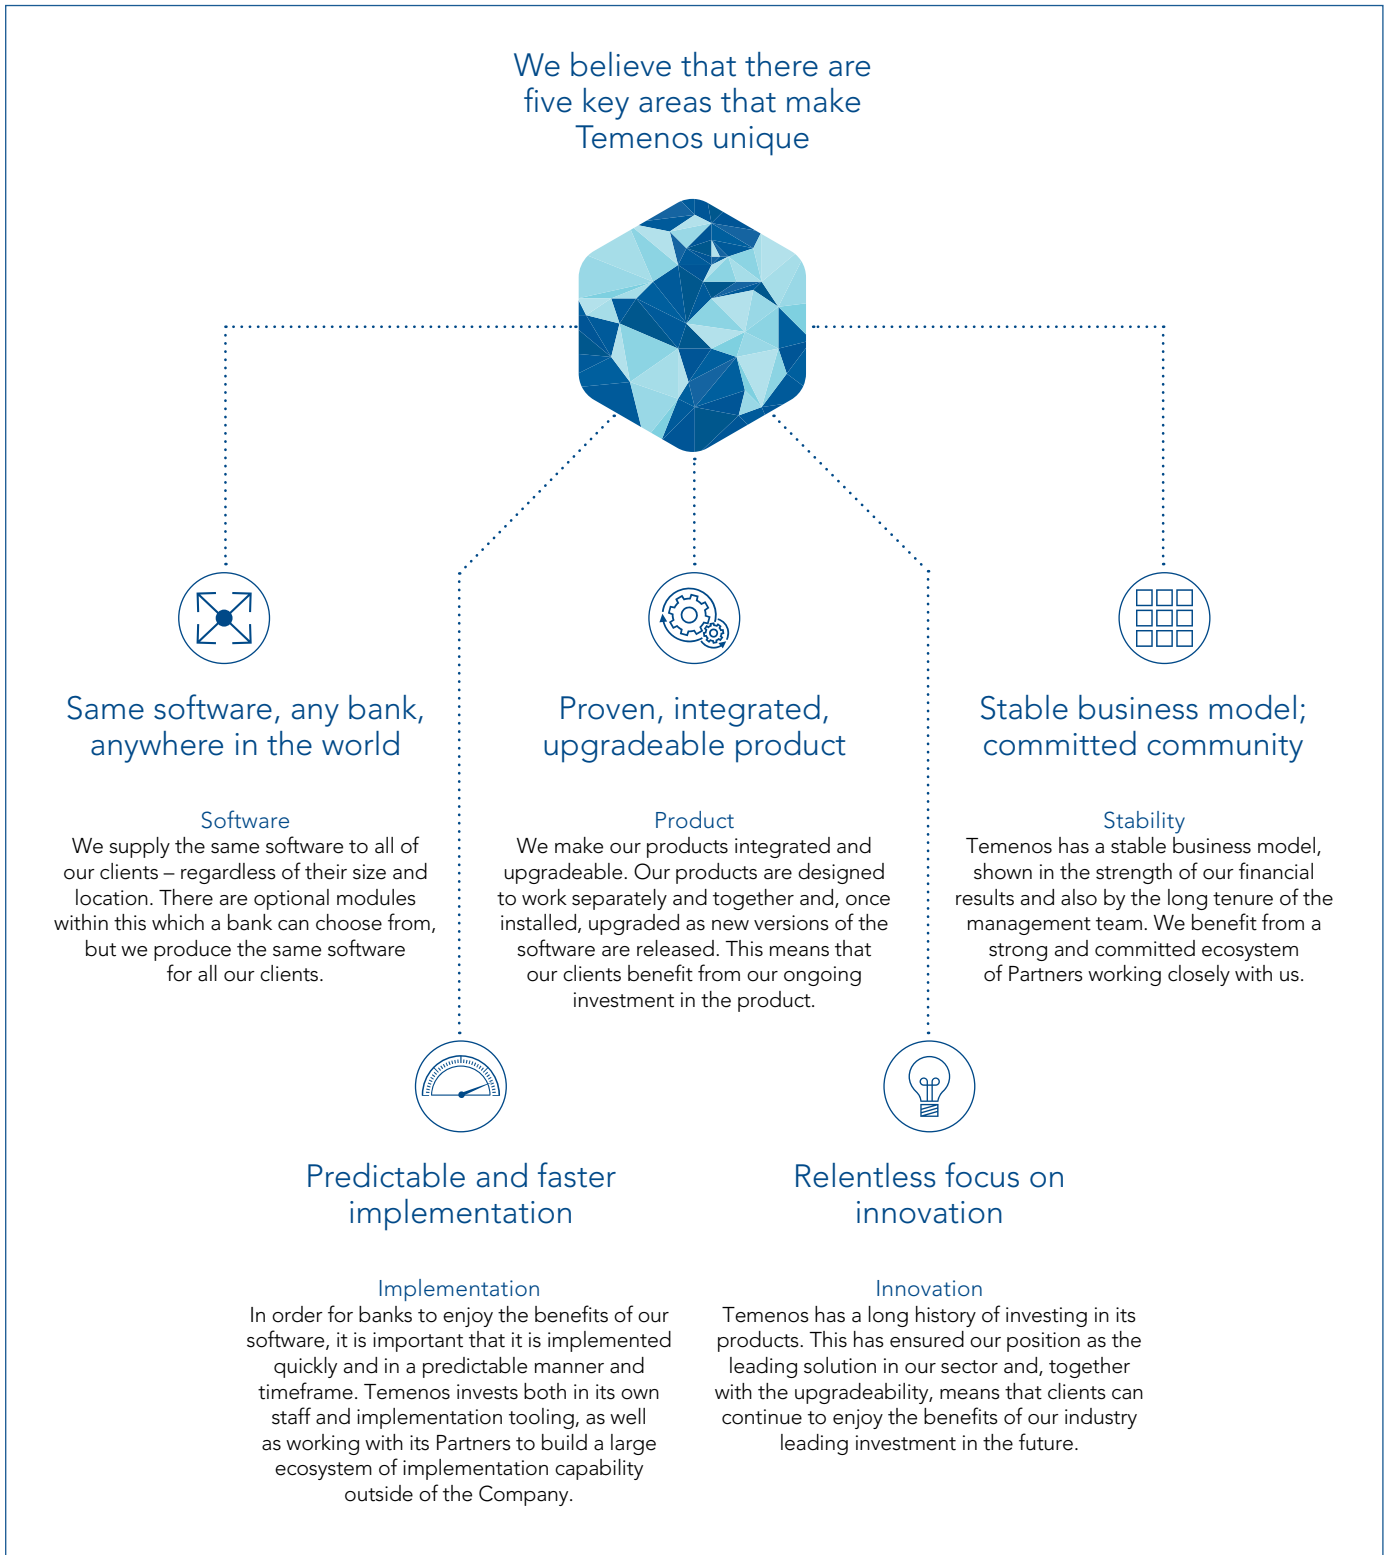 We believe that there are
five key areas that make
Temenos unique
Same software, any bank,
anywhere in the world
Software
We supply the same software to all of
our clients – regardless of their size and
location. There are optional modules
within this which a bank can choose from,
but we produce the same software
for all our clients.
Proven, integrated,
upgradeable product
Product
We make our products integrated and
upgradeable. Our products are designed
to work separately and together and, once
installed, upgraded as new versions of the
software are released. This means that
our clients benefit from our ongoing
investment in the product.
Stable business model;
committed community
Stability
Temenos has a stable business model,
shown in the strength of our financial
results and also by the long tenure of the
management team. We benefit from a
strong and committed ecosystem
of Partners working closely with us.
Predictable and faster
implementation
Implementation
In order for banks to enjoy the benefits of our
software, it is important that it is implemented
quickly and in a predictable manner and
timeframe. Temenos invests both in its own
staff and implementation tooling, as well
as working with its Partners to build a large
ecosystem of implementation capability
outside of the Company.
Relentless focus on
innovation
Innovation
Temenos has a long history of investing in its
products. This has ensured our position as the
leading solution in our sector and, together
with the upgradeability, means that clients can
continue to enjoy the benefits of our industry
leading investment in the future.